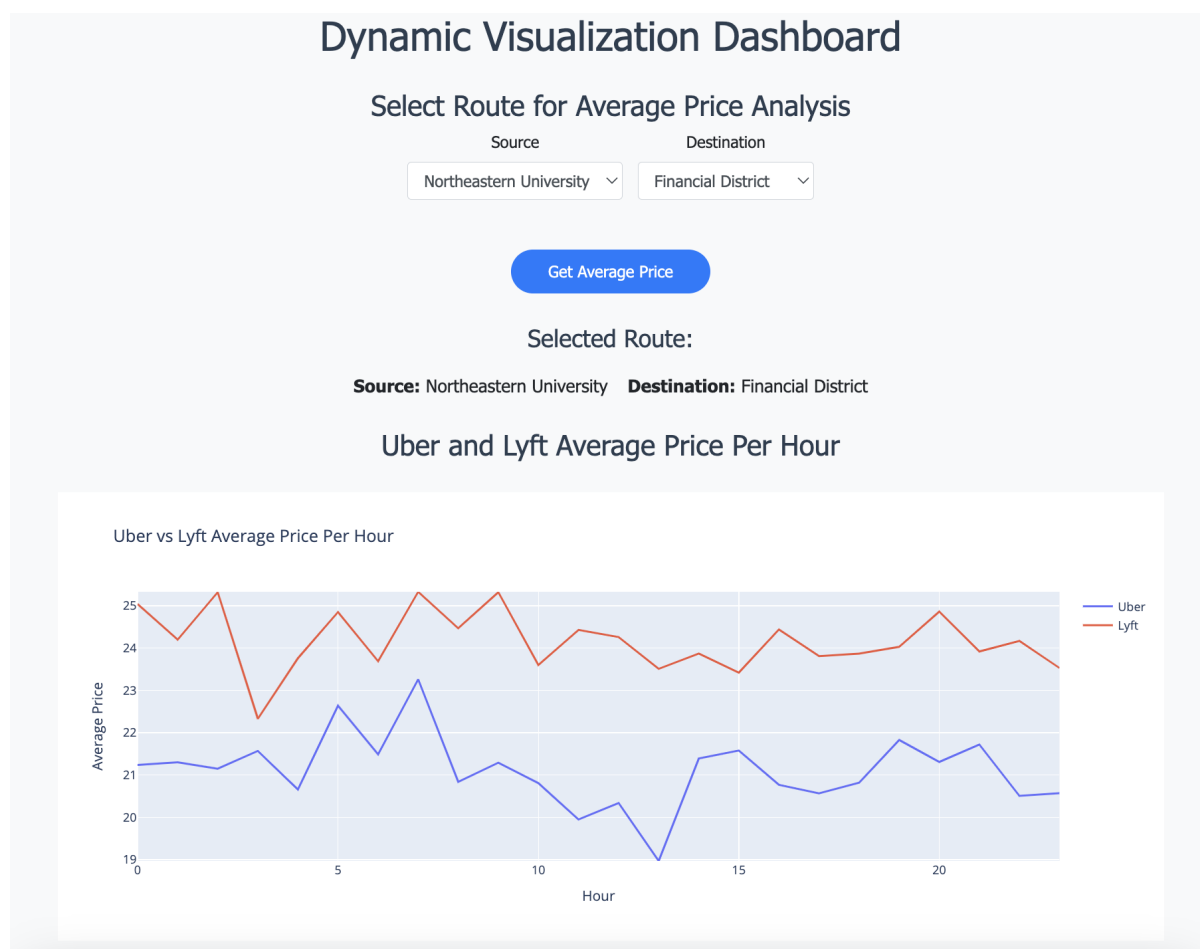 Dynamic Visualization Dashboard
Select Route for Average Price Analysis
Source Destination
Northeastern University Financial District
Get Average Price
Selected Route:
Source: Northeastern University Destination: Financial District
Uber and Lyft Average Price Per Hour
Uber vs Lyft Average Price Per Hour
Uber
Lyft
Average Price
25
24
23
22
21
20
19
0 5 10 15 20
Hour